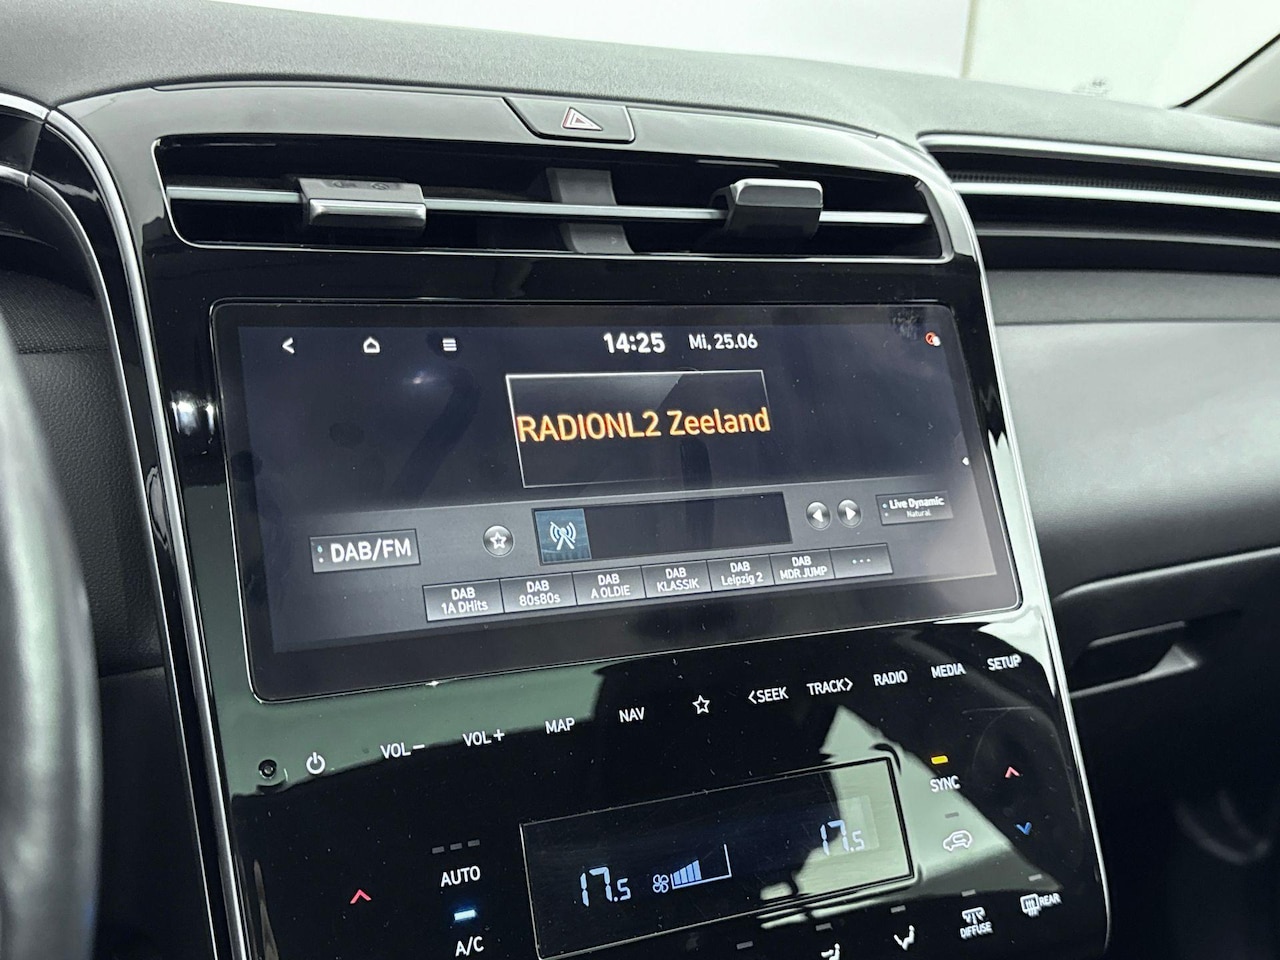 14:25 Mi, 25.06
RADIONL2 Zeeland
Live Dynamic
Natural
DAB/FM
DAB
1A DHits
DAB
80s80s
DAB
A OLDIE
DAB
KLASSIK
DAB
Leipzig 2
DAB
MDR JUMP
...
VOL− VOL+ MAP NAV <SEEK TRACK> RADIO MEDIA SETUP
SYNC
17.5
AUTO
17.5
A/C
DIFFUSE
REAR